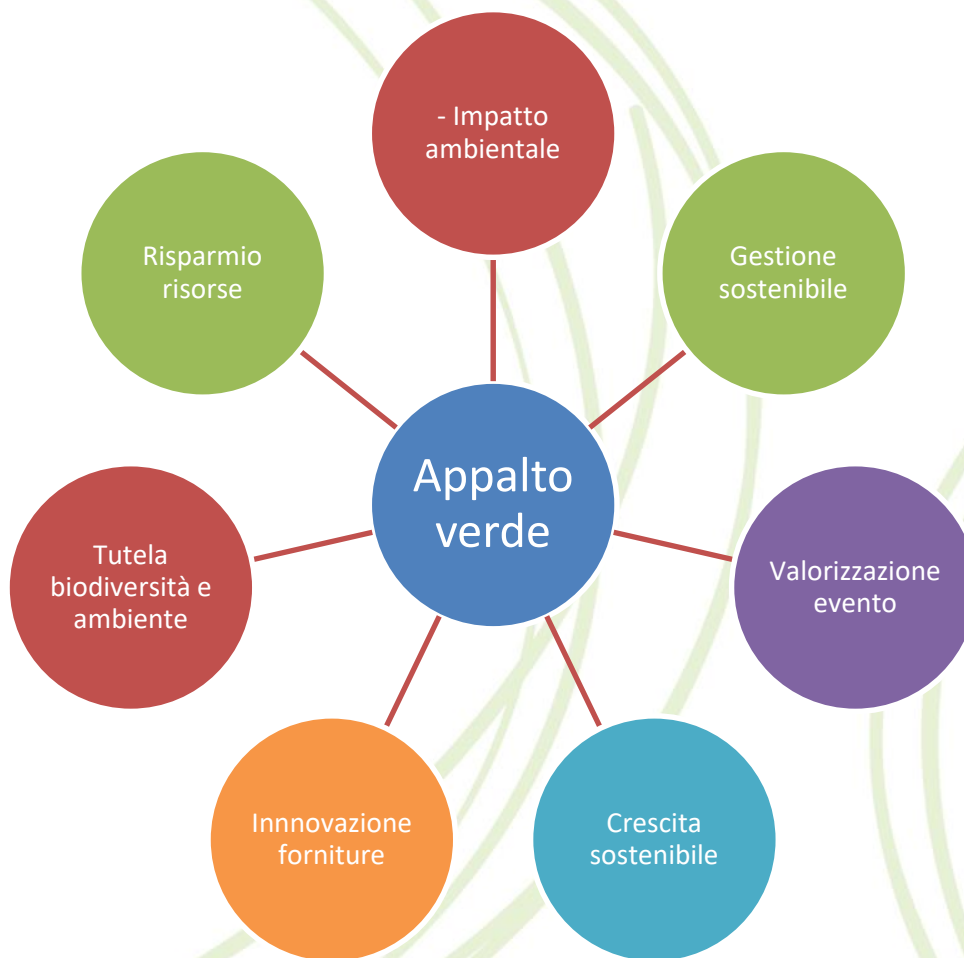 - Impatto
ambientale
Risparmio
risorse
Gestione
sostenibile
Appalto
verde
Tutela
biodiversità e
ambiente
Valorizzazione
evento
Innnovazione
forniture
Crescita
sostenibile